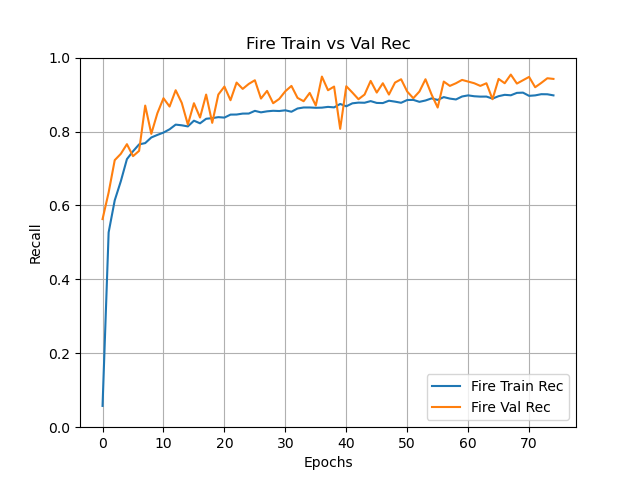 Fire Train vs Val Rec
1.0
0.8
0.6
0.4
0.2
0.0
Recall
0 10 20 30 40 50 60 70
Epochs
Fire Train Rec
Fire Val Rec